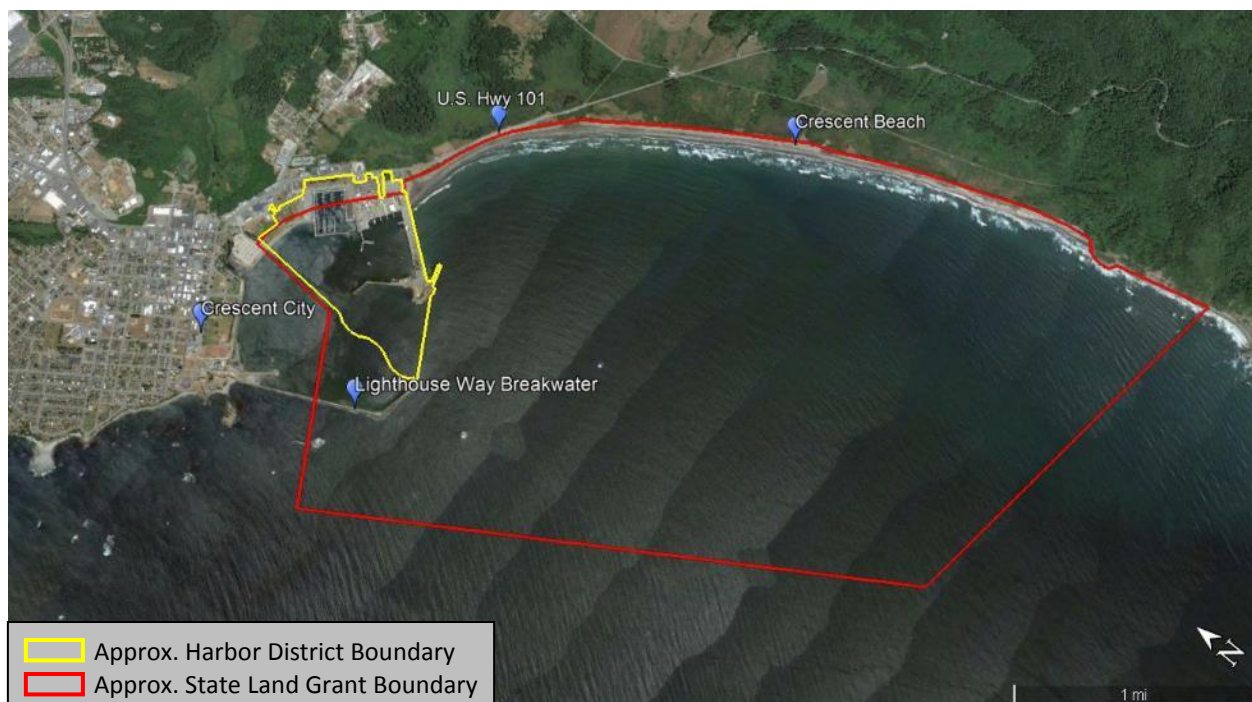 U.S. Hwy 101
Crescent Beach
Crescent City
Lighthouse Way Breakwater
Approx. Harbor District Boundary
Approx. State Land Grant Boundary
N
1 mi